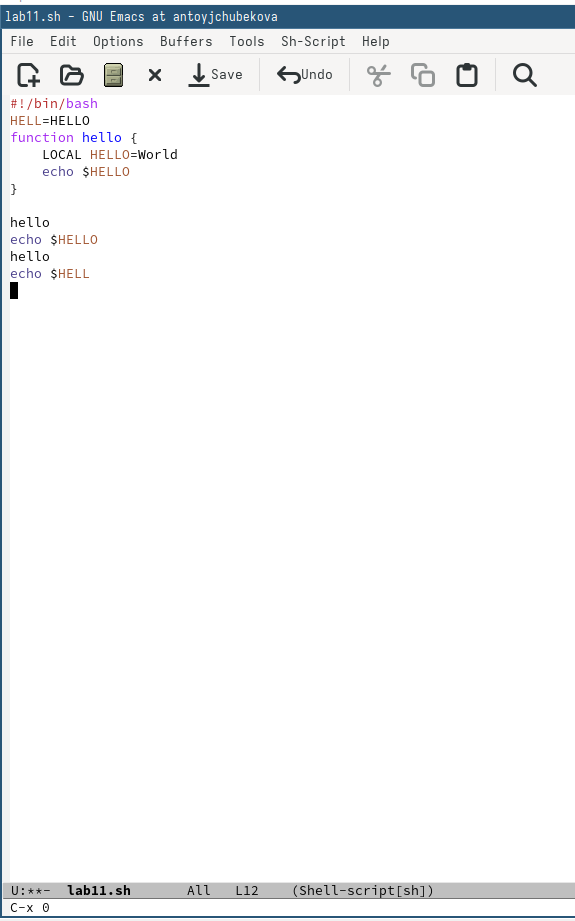 lab11.sh – GNU Emacs at antoyjchubekova
File Edit Options Buffers Tools Sh-Script Help
Save Undo
#!/bin/bash
HELL=HELLO
function hello {
    LOCAL HELLO=World
    echo $HELLO
}
hello
echo $HELLO
hello
echo $HELL
U:**-  lab11.sh       All   L12    (Shell-script[sh])
C-x 0